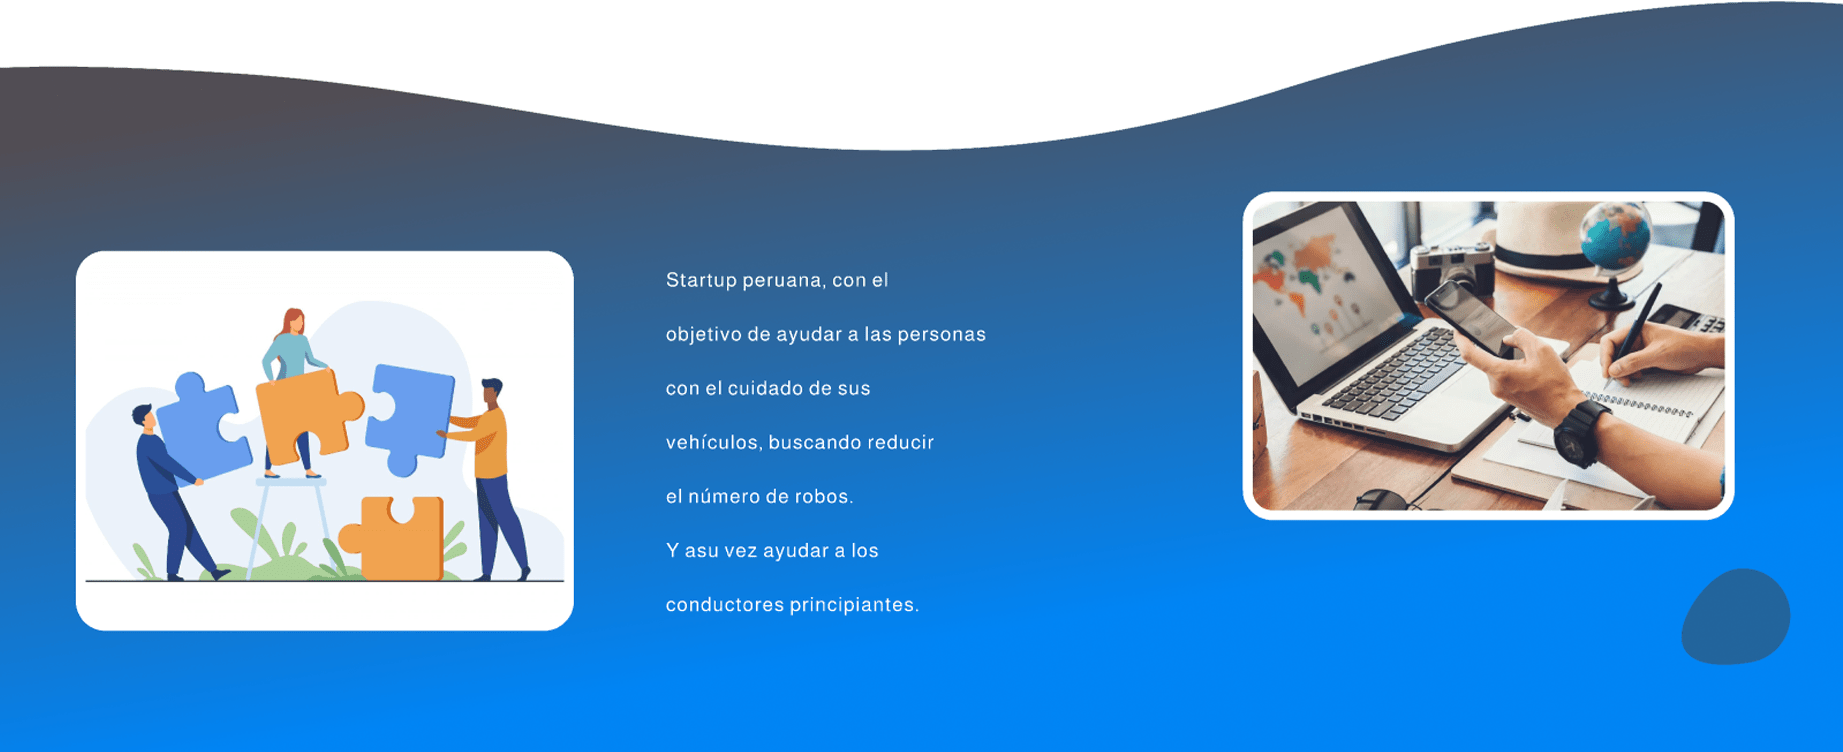 Startup peruana, con el
objetivo de ayudar a las personas
con el cuidado de sus
vehículos, buscando reducir
el número de robos.
Y asu vez ayudar a los
conductores principiantes.